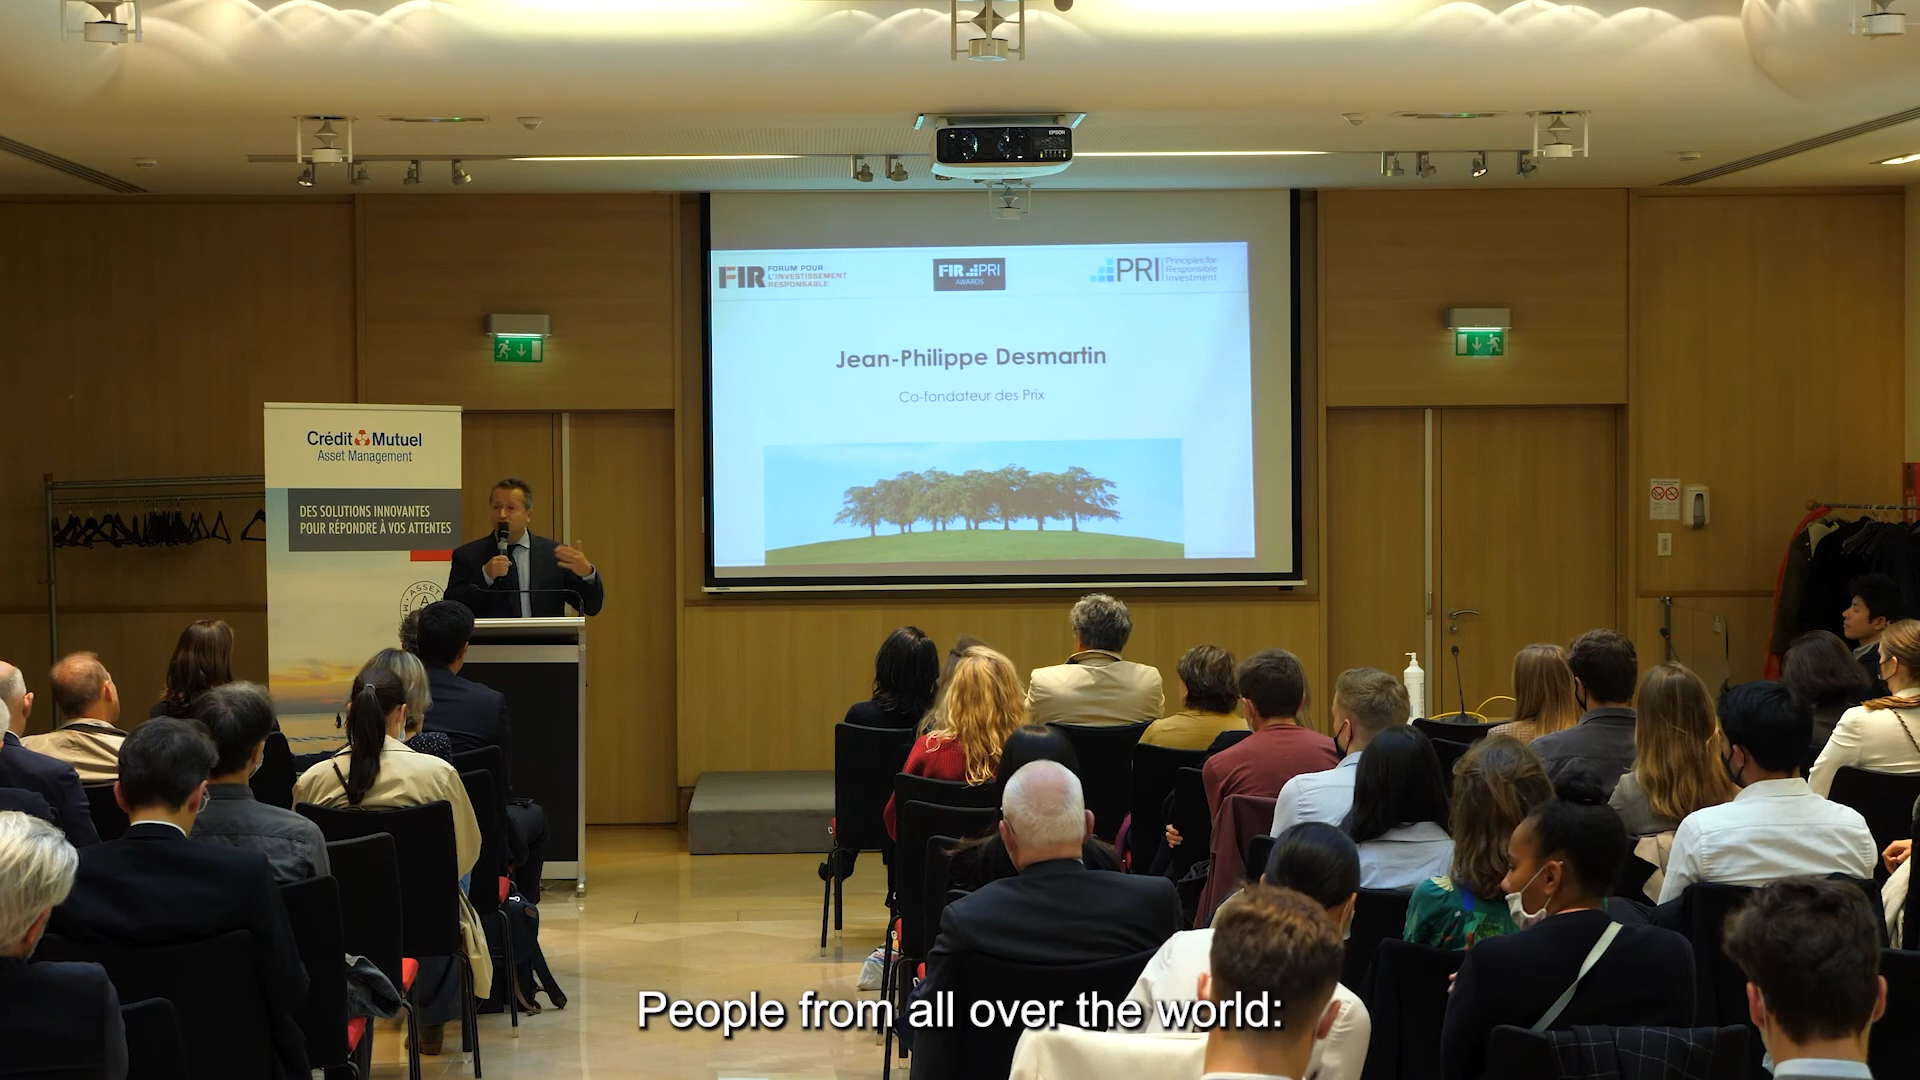 EPSON
FIR FORUM POUR
L'INVESTISSEMENT
RESPONSABLE
FIR PRI
AWARDS
PRI Principles for
Responsible
Investment
Jean-Philippe Desmartin
Co-fondateur des Prix
Crédit Mutuel
Asset Management
DES SOLUTIONS INNOVANTES
POUR RÉPONDRE À VOS ATTENTES
ASSET
People from all over the world: